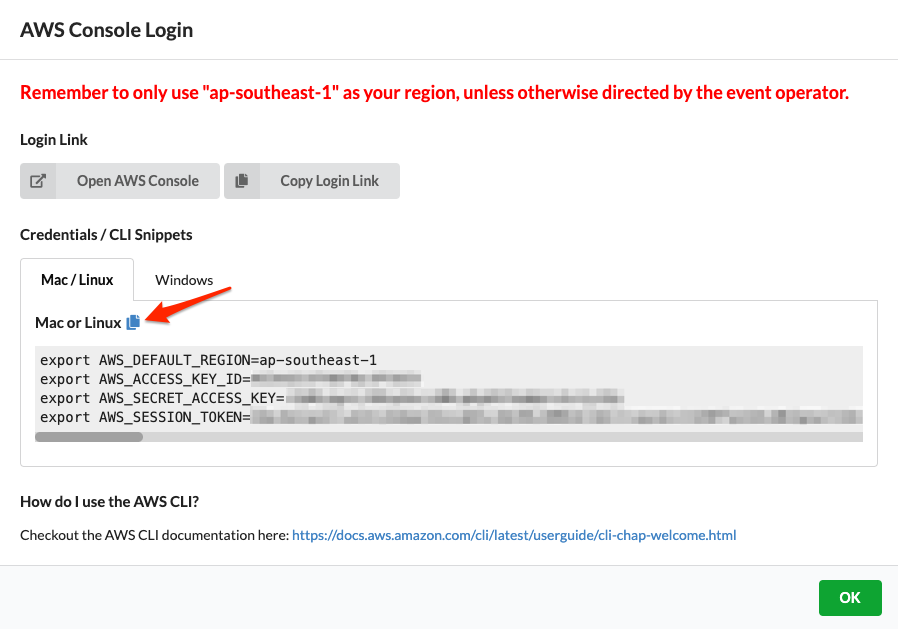 AWS Console Login
Remember to only use "ap-southeast-1" as your region, unless otherwise directed by the event operator.
Login Link
Open AWS Console
Copy Login Link
Credentials / CLI Snippets
Mac / Linux
Windows
Mac or Linux
export AWS_DEFAULT_REGION=ap-southeast-1
export AWS_ACCESS_KEY_ID=
export AWS_SECRET_ACCESS_KEY=
export AWS_SESSION_TOKEN=
How do I use the AWS CLI?
Checkout the AWS CLI documentation here: https://docs.aws.amazon.com/cli/latest/userguide/cli-chap-welcome.html
OK